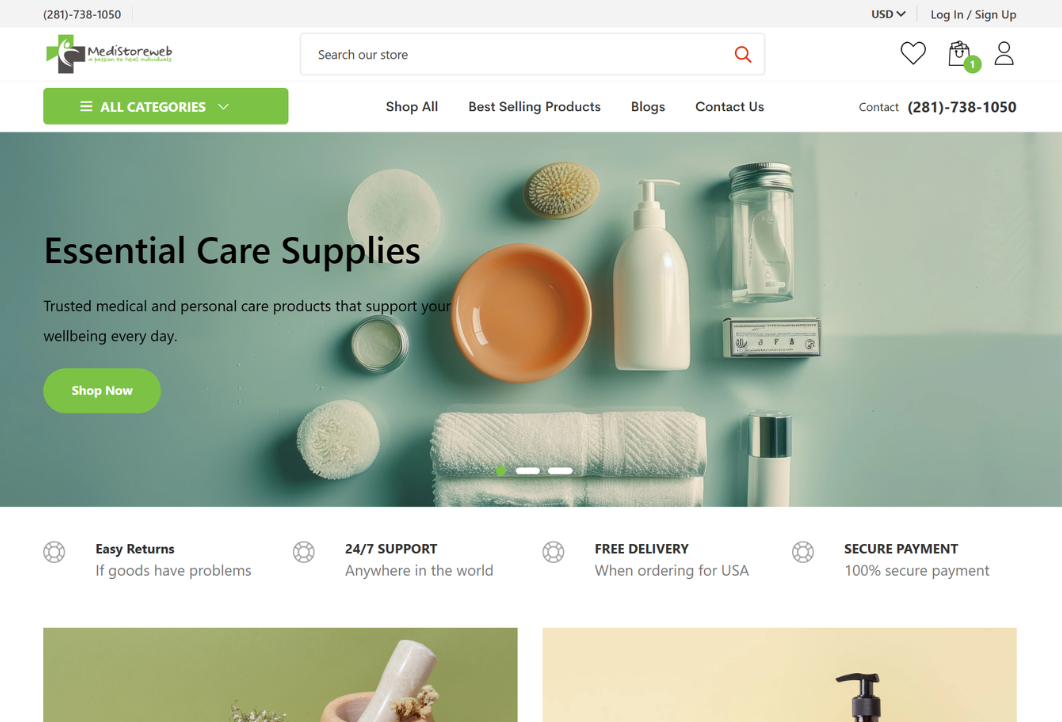 (281)-738-1050
USD
Log In / Sign Up
MediStoreweb
a passion to heal individuals
Search our store
1
ALL CATEGORIES
Shop All
Best Selling Products
Blogs
Contact Us
Contact (281)-738-1050
Essential Care Supplies
Trusted medical and personal care products that support your
wellbeing every day.
Shop Now
Easy Returns
If goods have problems
24/7 SUPPORT
Anywhere in the world
FREE DELIVERY
When ordering for USA
SECURE PAYMENT
100% secure payment